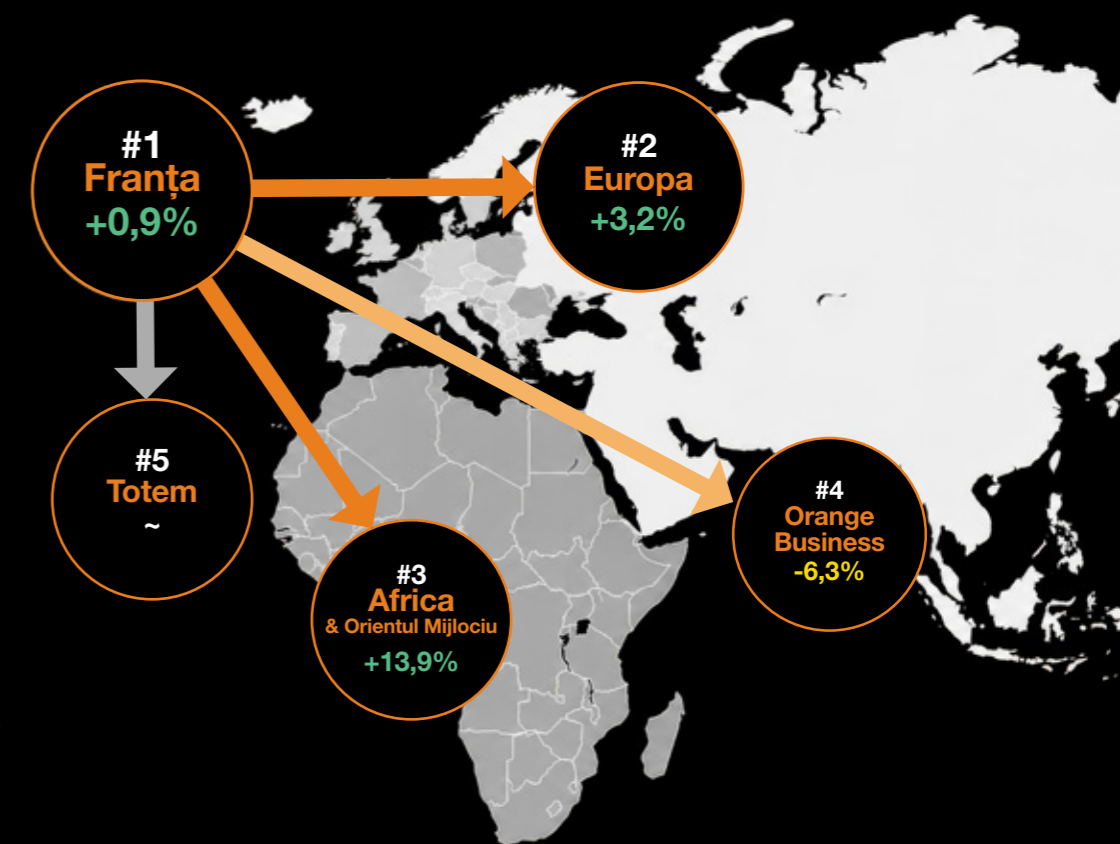 #1
Franța
+0,9%
#2
Europa
+3,2%
#5
Totem
~
#3
Africa
& Orientul Mijlociu
+13,9%
#4
Orange
Business
-6,3%